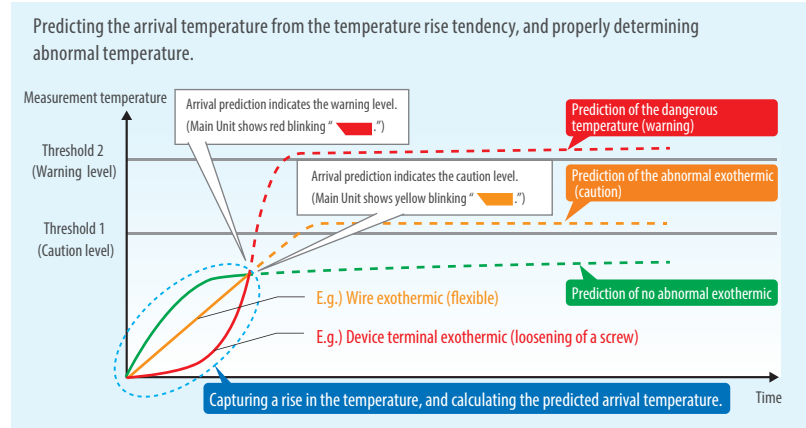 Predicting the arrival temperature from the temperature rise tendency, and properly determining
abnormal temperature.
Measurement temperature
Arrival prediction indicates the warning level.
(Main Unit shows red blinking “ .”)
Prediction of the dangerous
temperature (warning)
Threshold 2
(Warning level)
Arrival prediction indicates the caution level.
(Main Unit shows yellow blinking “ .”)
Prediction of the abnormal exothermic
(caution)
Threshold 1
(Caution level)
E.g.) Wire exothermic (flexible)
Prediction of no abnormal exothermic
E.g.) Device terminal exothermic (loosening of a screw)
Capturing a rise in the temperature, and calculating the predicted arrival temperature.
Time